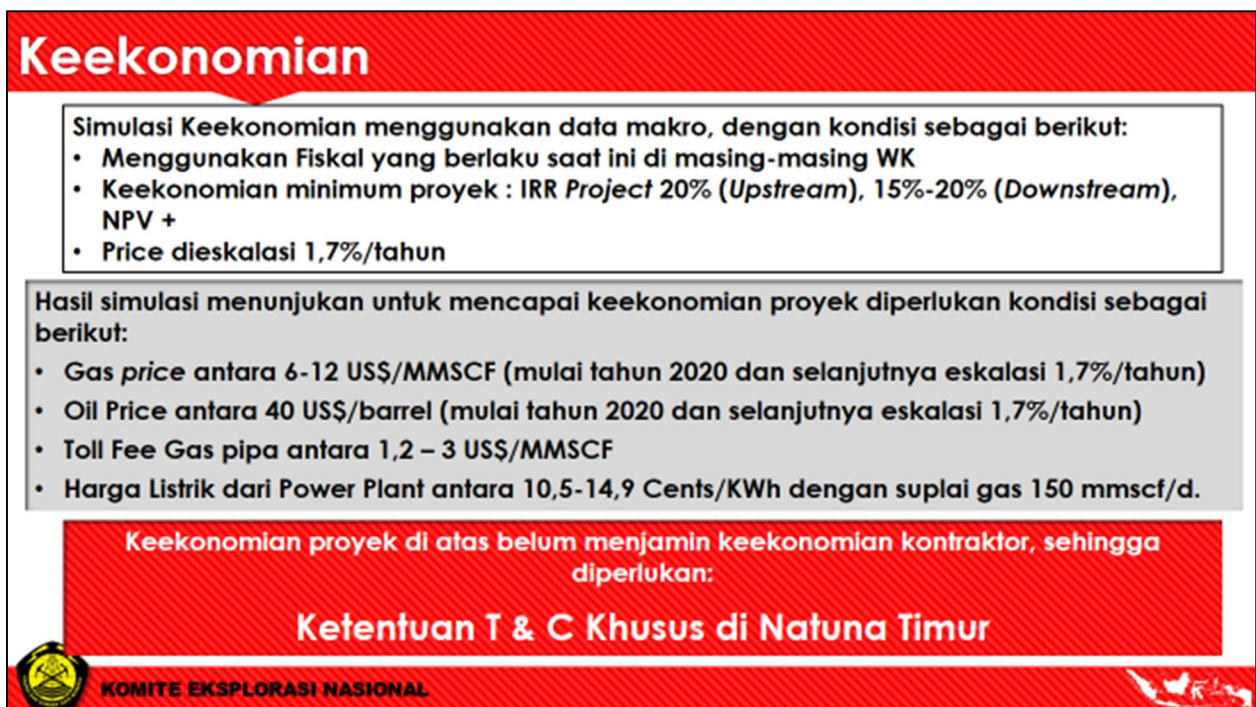 Keekonomian
Simulasi Keekonomian menggunakan data makro, dengan kondisi sebagai berikut:
• Menggunakan Fiskal yang berlaku saat ini di masing-masing WK
• Keekonomian minimum proyek : IRR Project 20% (Upstream), 15%-20% (Downstream),
NPV +
• Price dieskalasi 1,7%/tahun
Hasil simulasi menunjukan untuk mencapai keekonomian proyek diperlukan kondisi sebagai
berikut:
• Gas price antara 6-12 US$/MMSCF (mulai tahun 2020 dan selanjutnya eskalasi 1,7%/tahun)
• Oil Price antara 40 US$/barrel (mulai tahun 2020 dan selanjutnya eskalasi 1,7%/tahun)
• Toll Fee Gas pipa antara 1,2 – 3 US$/MMSCF
• Harga Listrik dari Power Plant antara 10,5-14,9 Cents/KWh dengan suplai gas 150 mmscf/d.
Keekonomian proyek di atas belum menjamin keekonomian kontraktor, sehingga
diperlukan:
Ketentuan T & C Khusus di Natuna Timur
KOMITE EKSPLORASI NASIONAL